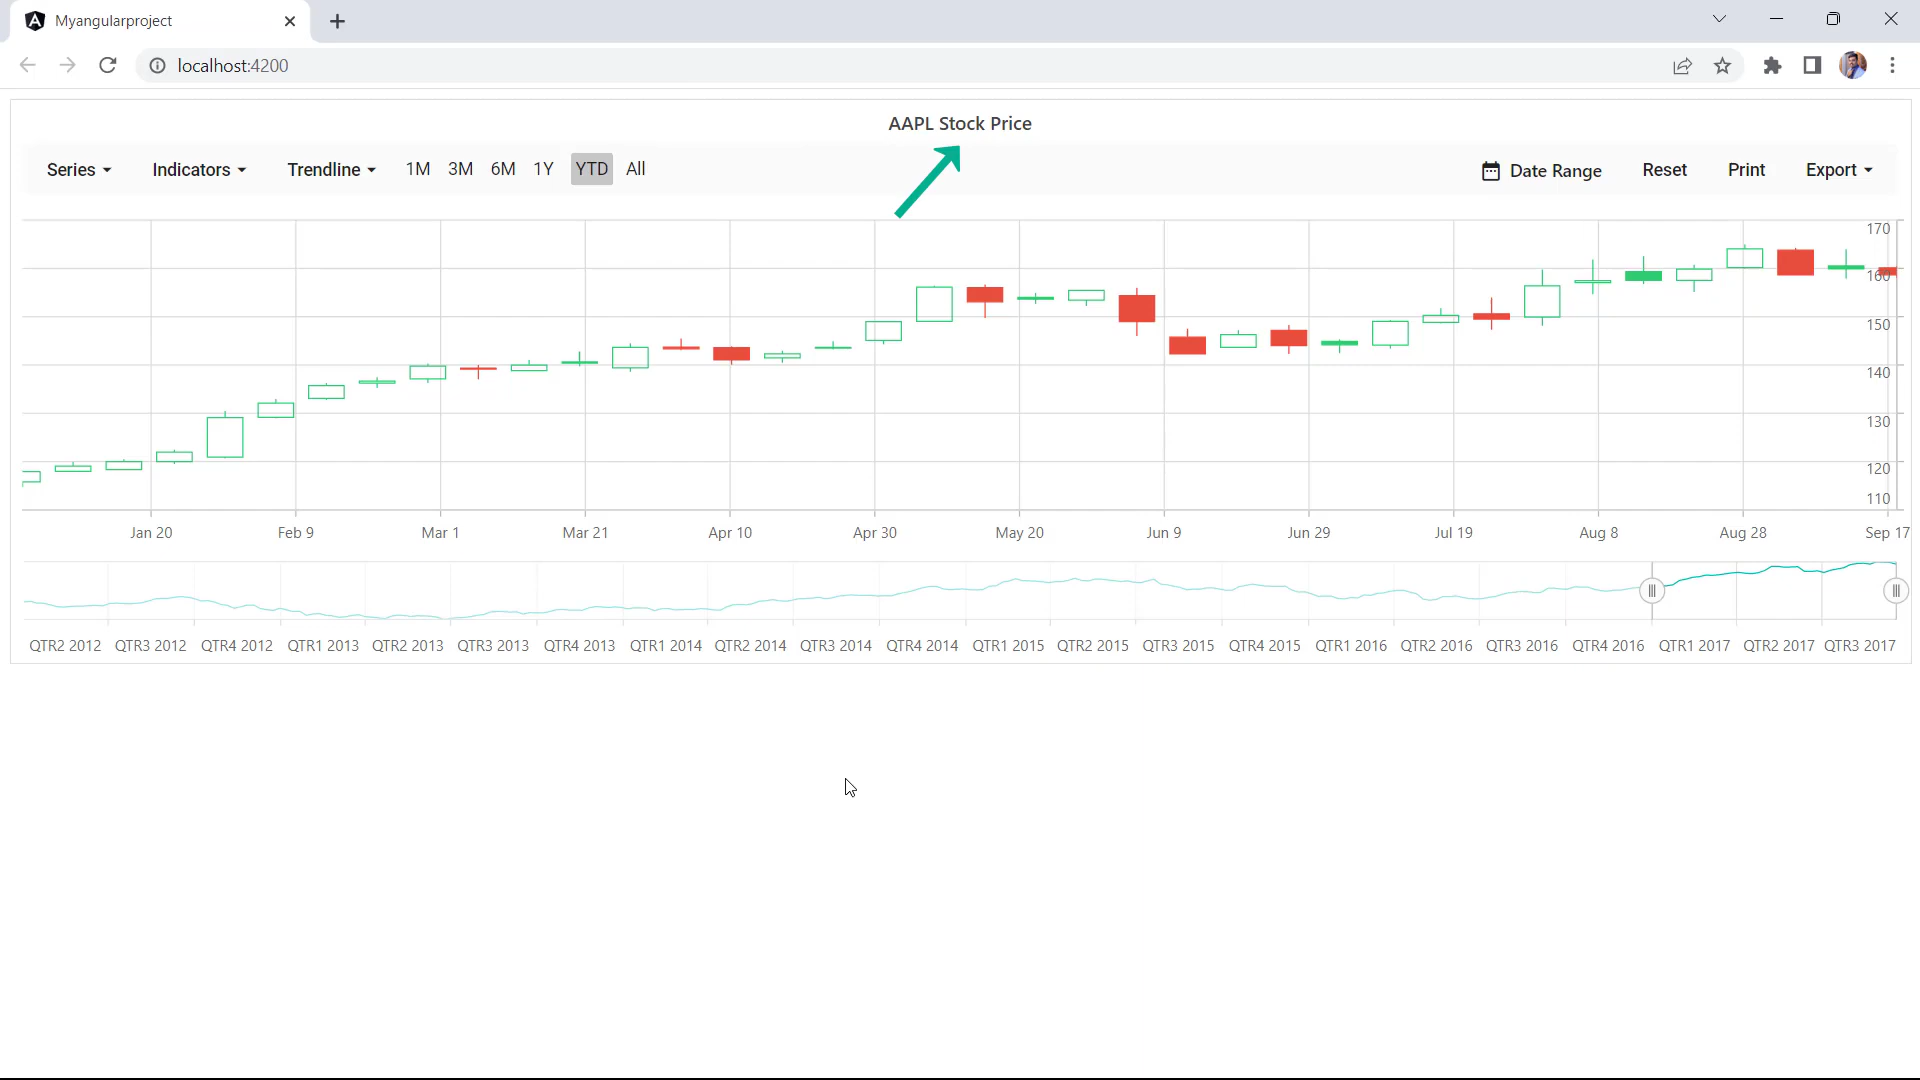 Myangularproject
localhost:4200
AAPL Stock Price
Series Indicators Trendline 1M 3M 6M 1Y YTD All Date Range Reset Print Export
170
160
150
140
130
120
110
Jan 20 Feb 9 Mar 1 Mar 21 Apr 10 Apr 30 May 20 Jun 9 Jun 29 Jul 19 Aug 8 Aug 28 Sep 17
QTR2 2012 QTR3 2012 QTR4 2012 QTR1 2013 QTR2 2013 QTR3 2013 QTR4 2013 QTR1 2014 QTR2 2014 QTR3 2014 QTR4 2014 QTR1 2015 QTR2 2015 QTR3 2015 QTR4 2015 QTR1 2016 QTR2 2016 QTR3 2016 QTR4 2016 QTR1 2017 QTR2 2017 QTR3 2017